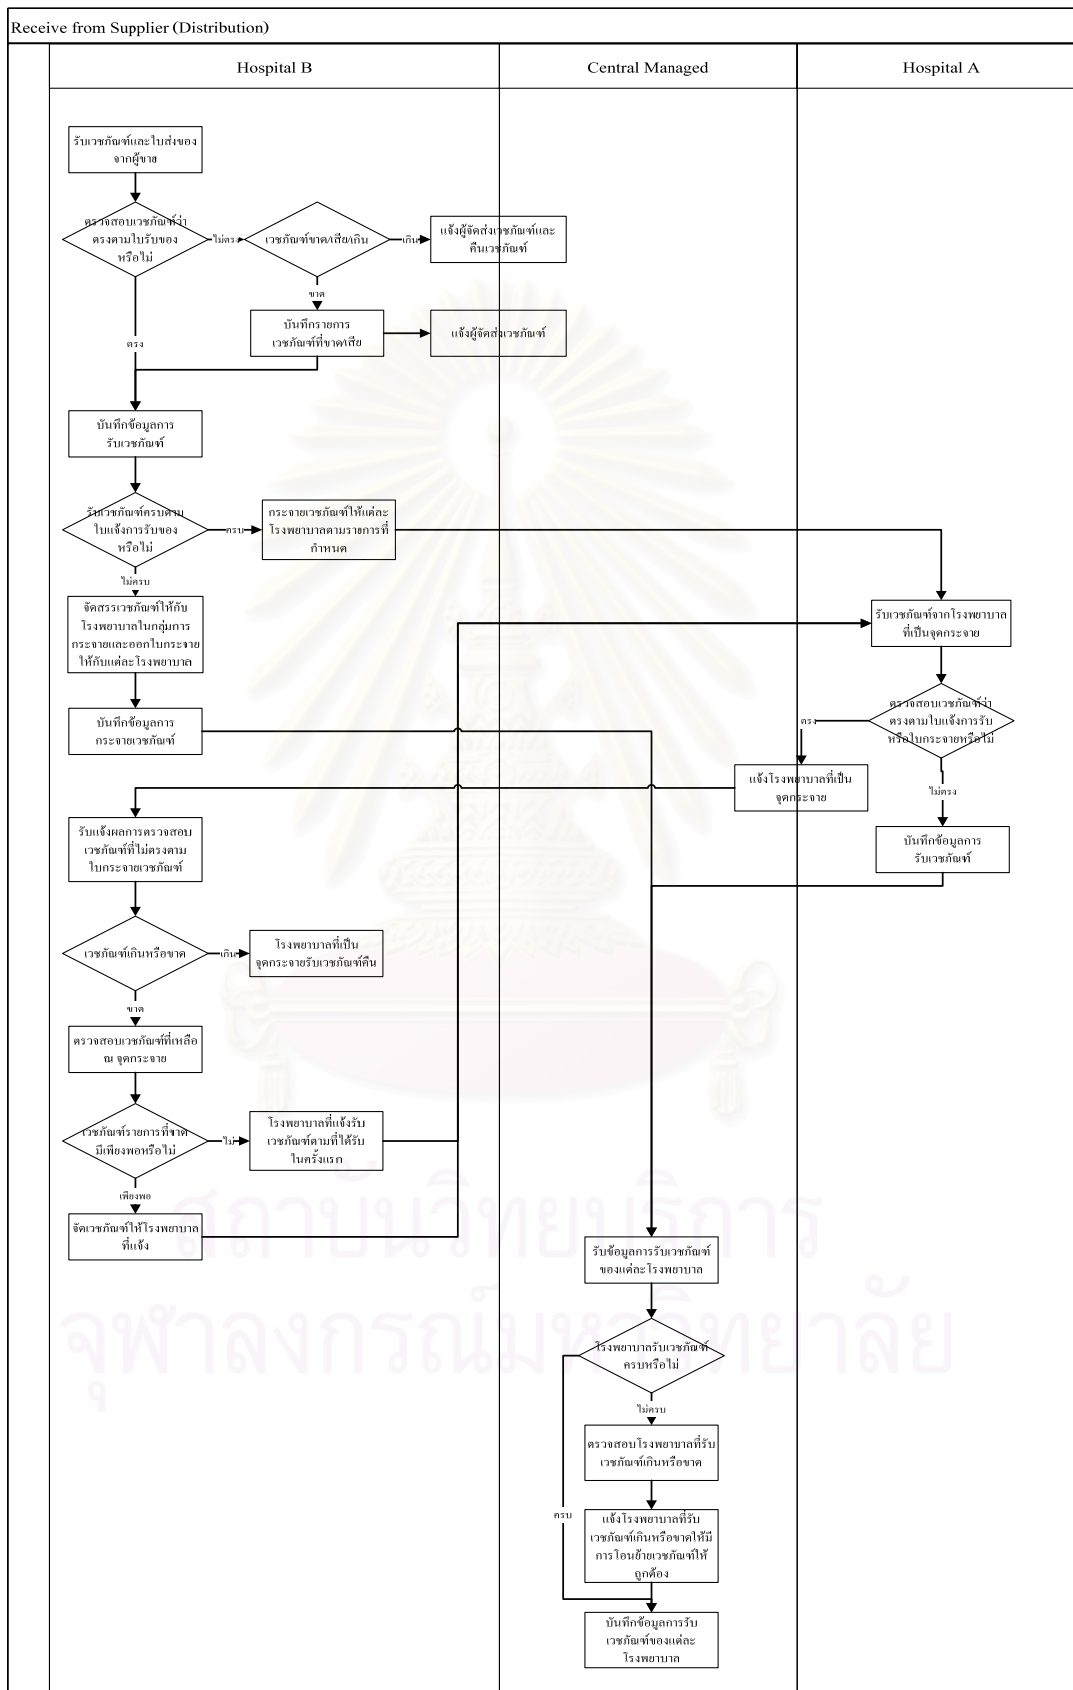 Receive from Supplier (Distribution)
Hospital B
Central Managed
Hospital A
รับเวชภัณฑ์และใบส่งของ
จากผู้ขาย
ตรวจสอบเวชภัณฑ์ว่า
ตรงตามใบรับของ
หรือไม่
ไม่ตรง
เวชภัณฑ์ขาด/เสีย/เกิน
เกิน
แจ้งผู้จัดส่งเวชภัณฑ์และ
คืนเวชภัณฑ์
ขาด
บันทึกรายการ
เวชภัณฑ์ที่ขาด/เสีย
แจ้งผู้จัดส่งเวชภัณฑ์
ตรง
บันทึกข้อมูลการ
รับเวชภัณฑ์
รับเวชภัณฑ์ครบตาม
ใบแจ้งการรับของ
หรือไม่
ครบ
กระจายเวชภัณฑ์ให้แต่ละ
โรงพยาบาลตามรายการที่
กำหนด
ไม่ครบ
จัดสรรเวชภัณฑ์ให้กับ
โรงพยาบาลในกลุ่มการ
กระจายและออกใบกระจาย
ให้กับแต่ละโรงพยาบาล
รับเวชภัณฑ์จากโรงพยาบาล
ที่เป็นจุดกระจาย
บันทึกข้อมูลการ
กระจายเวชภัณฑ์
ตรวจสอบเวชภัณฑ์ว่า
ตรงตามใบแจ้งการรับ
หรือใบกระจายหรือไม่
ตรง
แจ้งโรงพยาบาลที่เป็น
จุดกระจาย
ไม่ตรง
รับแจ้งผลการตรวจสอบ
เวชภัณฑ์ที่ไม่ตรงตาม
ใบกระจายเวชภัณฑ์
บันทึกข้อมูลการ
รับเวชภัณฑ์
เวชภัณฑ์เกินหรือขาด
เกิน
โรงพยาบาลที่เป็น
จุดกระจายรับเวชภัณฑ์คืน
ขาด
ตรวจสอบเวชภัณฑ์ที่เหลือ
ณ จุดกระจาย
เวชภัณฑ์รายการที่ขาด
มีเพียงพอหรือไม่
ไม่
โรงพยาบาลที่แจ้งรับ
เวชภัณฑ์ตามที่ได้รับ
ในครั้งแรก
เพียงพอ
จัดเวชภัณฑ์ให้โรงพยาบาล
ที่แจ้ง
สถาบันวิทยบริการ
จุฬาลงกรณ์มหาวิทยาลัย
รับข้อมูลการรับเวชภัณฑ์
ของแต่ละโรงพยาบาล
โรงพยาบาลรับเวชภัณฑ์
ครบหรือไม่
ไม่ครบ
ตรวจสอบโรงพยาบาลที่รับ
เวชภัณฑ์เกินหรือขาด
ครบ
แจ้งโรงพยาบาลที่รับ
เวชภัณฑ์เกินหรือขาดให้มี
การโอนย้ายเวชภัณฑ์ให้
ถูกต้อง
บันทึกข้อมูลการรับ
เวชภัณฑ์ของแต่ละ
โรงพยาบาล